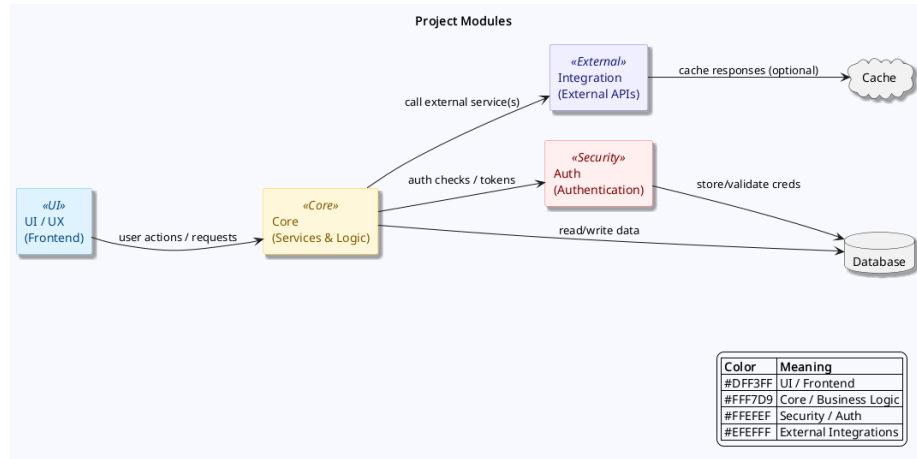 Project Modules
«External»
Integration
(External APIs)
cache responses (optional)
Cache
call external service(s)
«Security»
Auth
(Authentication)
auth checks / tokens
store/validate creds
«UI»
UI / UX
(Frontend)
user actions / requests
«Core»
Core
(Services & Logic)
read/write data
Database
Color Meaning
#DFF3FF UI / Frontend
#FFF7D9 Core / Business Logic
#FFEFEF Security / Auth
#EFEFFF External Integrations